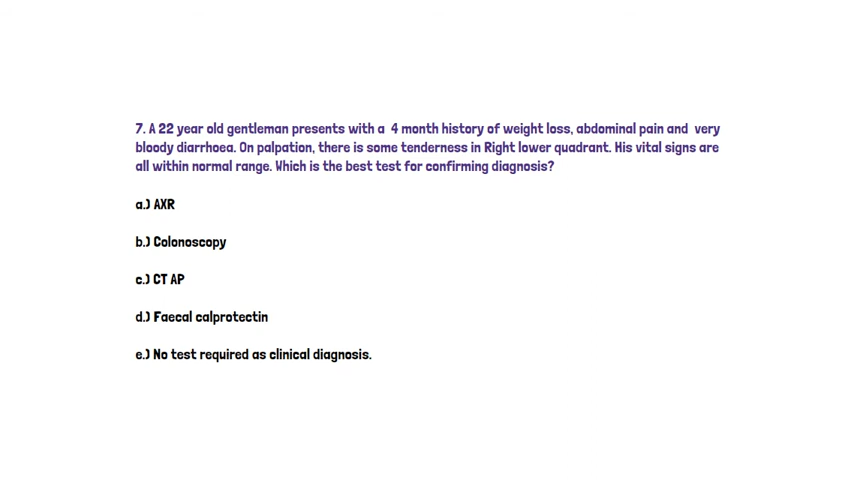 7. A 22 year old gentleman presents with a 4 month history of weight loss, abdominal pain and very
bloody diarrhoea. On palpation, there is some tenderness in Right lower quadrant. His vital signs are
all within normal range. Which is the best test for confirming diagnosis?
a.) AXR
b.) Colonoscopy
c.) CT AP
d.) Faecal calprotectin
e.) No test required as clinical diagnosis.